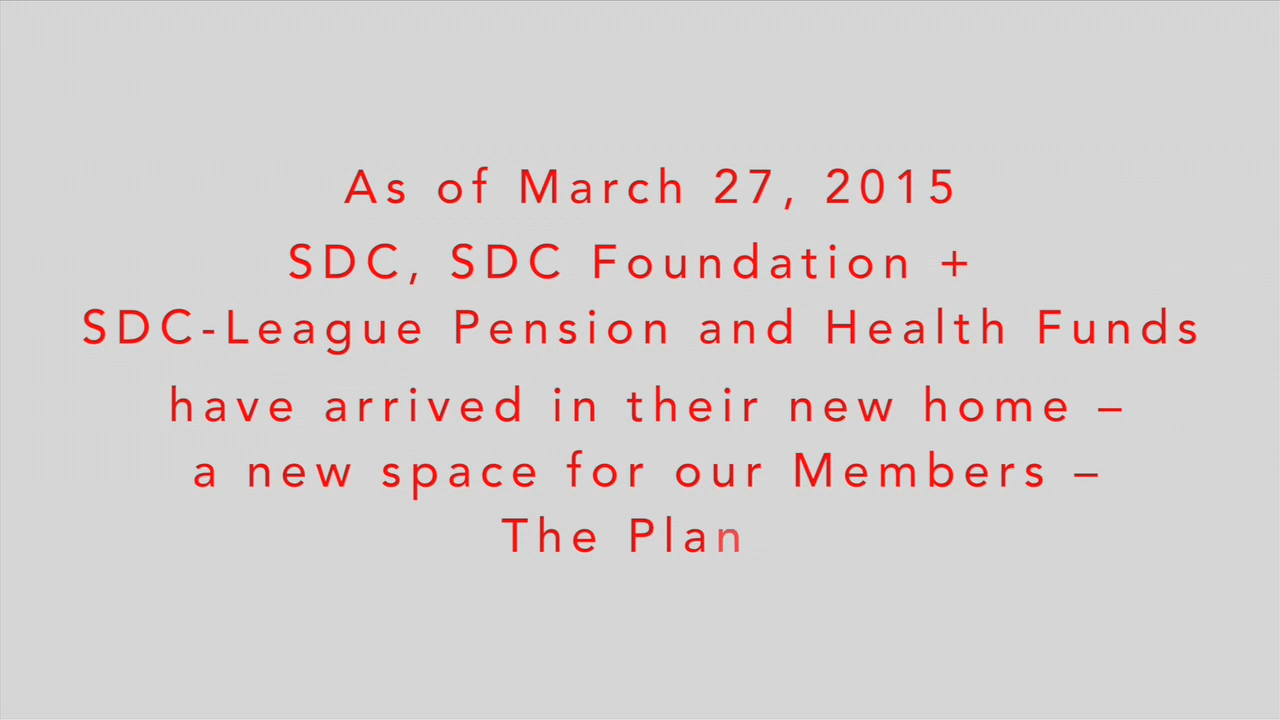 As of March 27, 2015
SDC, SDC Foundation +
SDC-League Pension and Health Funds
have arrived in their new home –
a new space for our Members –
The Plan